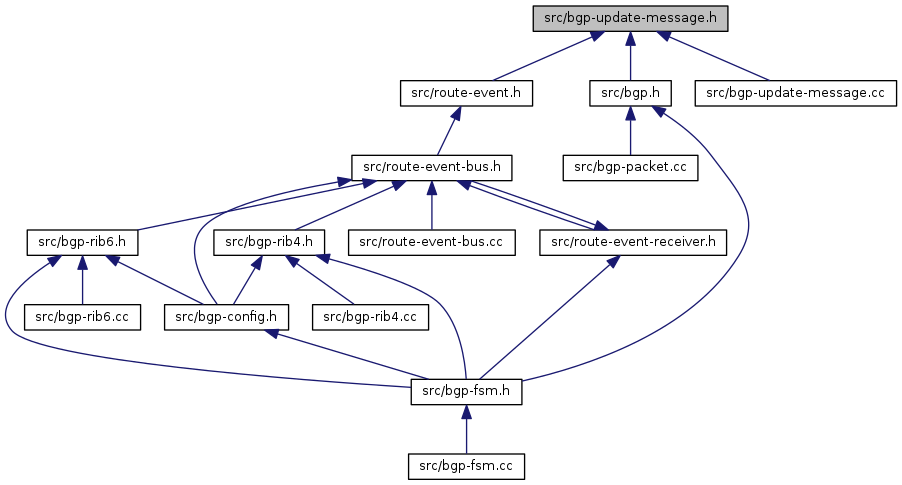 src/bgp-update-message.h
src/route-event.h
src/bgp.h
src/bgp-update-message.cc
src/route-event-bus.h
src/bgp-packet.cc
src/bgp-rib6.h
src/bgp-rib4.h
src/route-event-bus.cc
src/route-event-receiver.h
src/bgp-rib6.cc
src/bgp-config.h
src/bgp-rib4.cc
src/bgp-fsm.h
src/bgp-fsm.cc